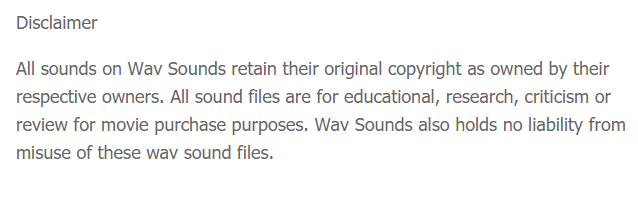 Disclaimer
All sounds on Wav Sounds retain their original copyright as owned by their
respective owners. All sound files are for educational, research, criticism or
review for movie purchase purposes. Wav Sounds also holds no liability from
misuse of these wav sound files.